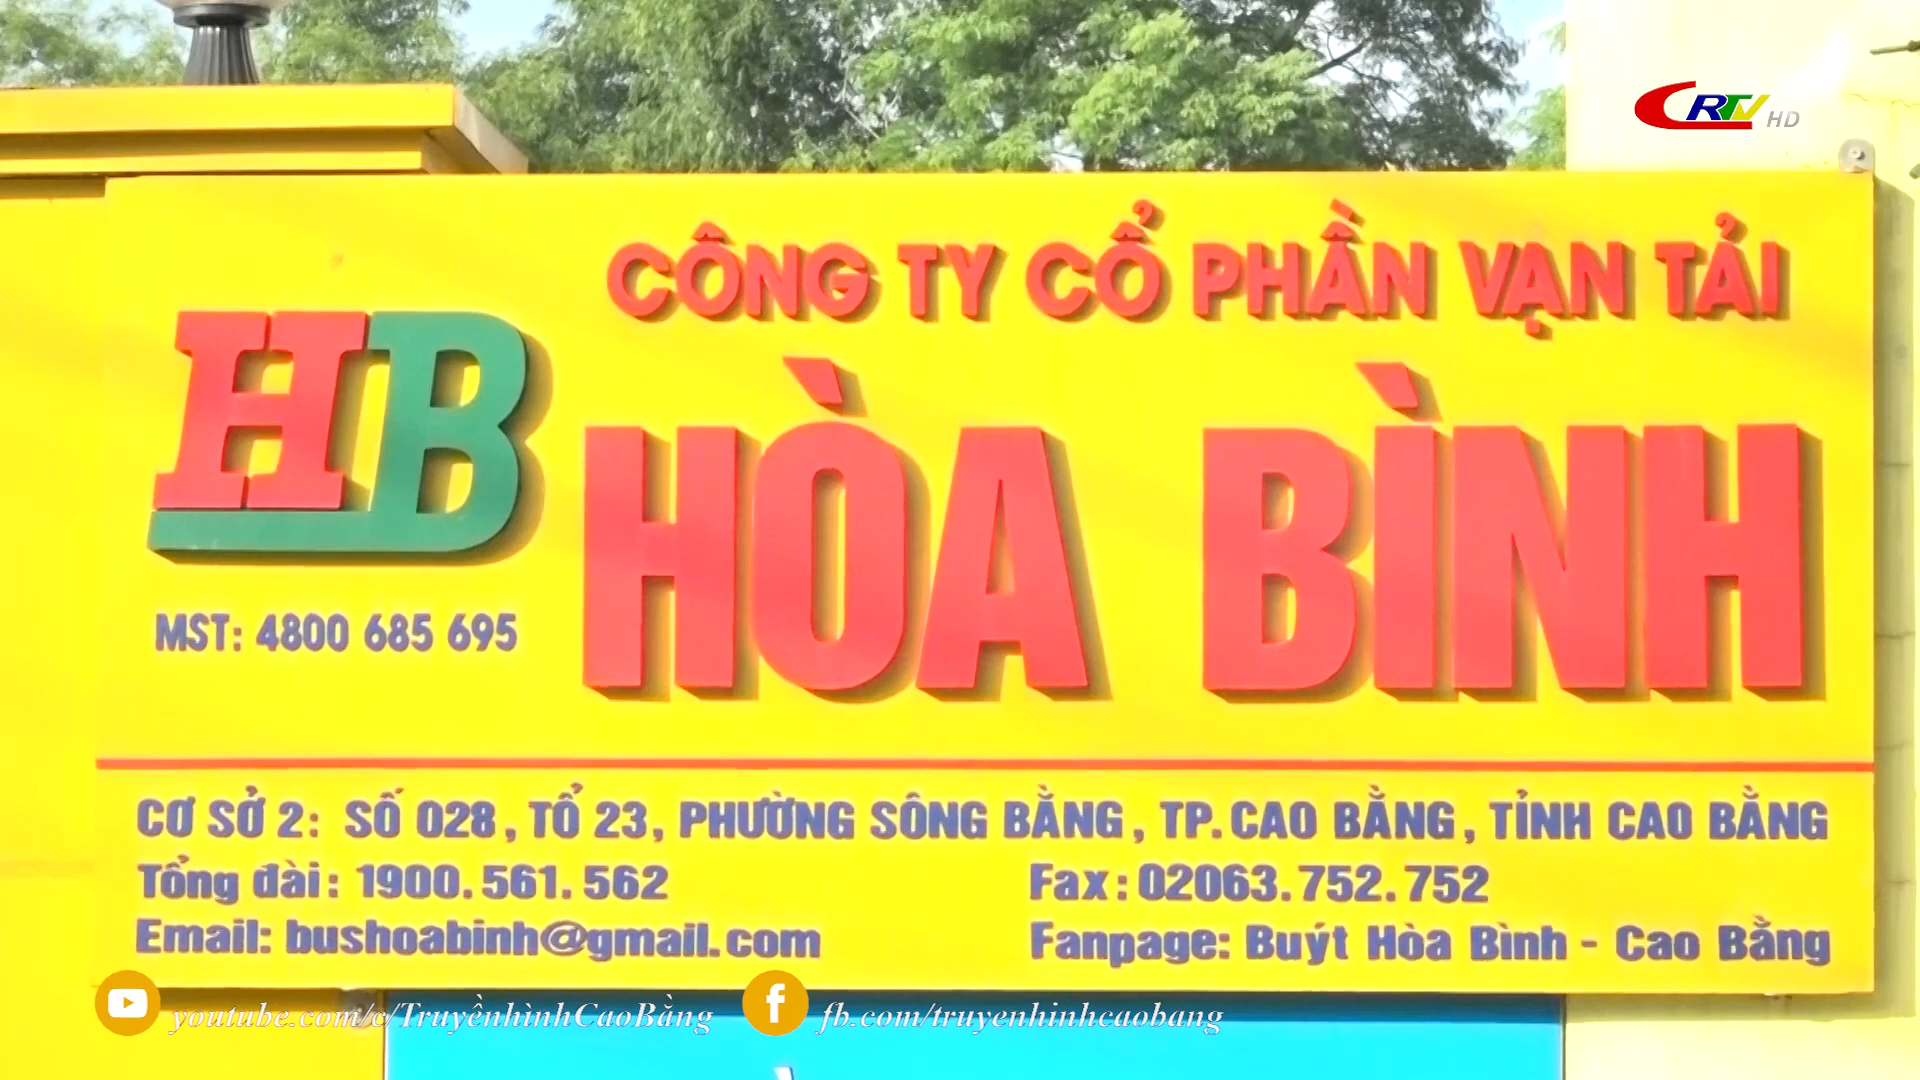 CRTV HD
CÔNG TY CỔ PHẦN VẠN TẢI
HB
HÒA BÌNH
MST: 4800 685 695
CƠ SỞ 2: SỐ 028, TỔ 23, PHƯỜNG SÔNG BẰNG, TP. CAO BẰNG, TỈNH CAO BẰNG
Tổng đài: 1900.561.562
Fax: 02063.752.752
Email: bushoabinh@gmail.com
Fanpage: Buýt Hòa Bình - Cao Bằng
youtube.com/c/TruyềnhìnhCaoBằng
fb.com/truyenhinhcaobang